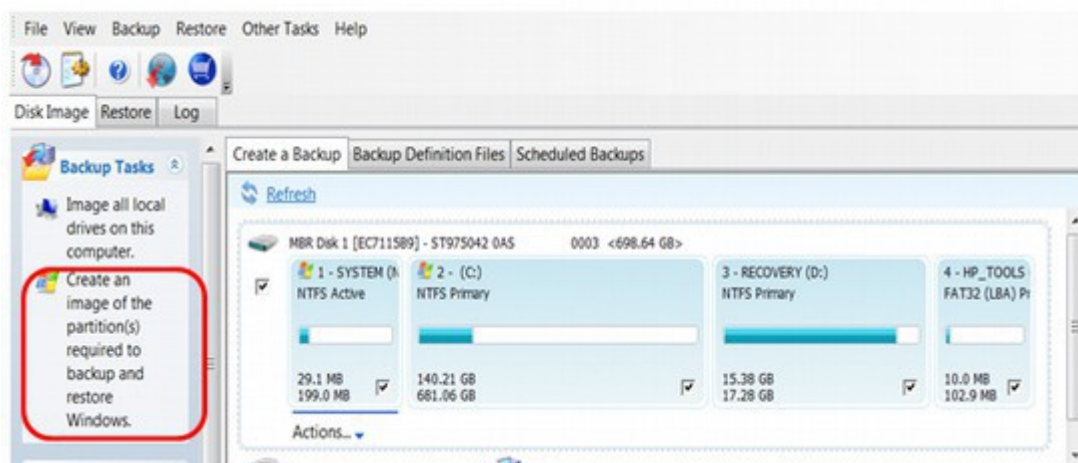 File View Backup Restore Other Tasks Help
Disk Image Restore Log
Backup Tasks
Image all local
drives on this
computer.
Create an
image of the
partition(s)
required to
backup and
restore
Windows.
Create a Backup Backup Definition Files Scheduled Backups
Refresh
MBR Disk 1 [EC7115B9] - ST975042 0AS 0003 <698.64 GB>
1 - SYSTEM (N
NTFS Active
29.1 MB
199.0 MB
2 - (C:)
NTFS Primary
140.21 GB
681.06 GB
3 - RECOVERY (D:)
NTFS Primary
15.38 GB
17.28 GB
4 - HP_TOOLS
FAT32 (LBA) Pr
10.0 MB
102.9 MB
Actions...